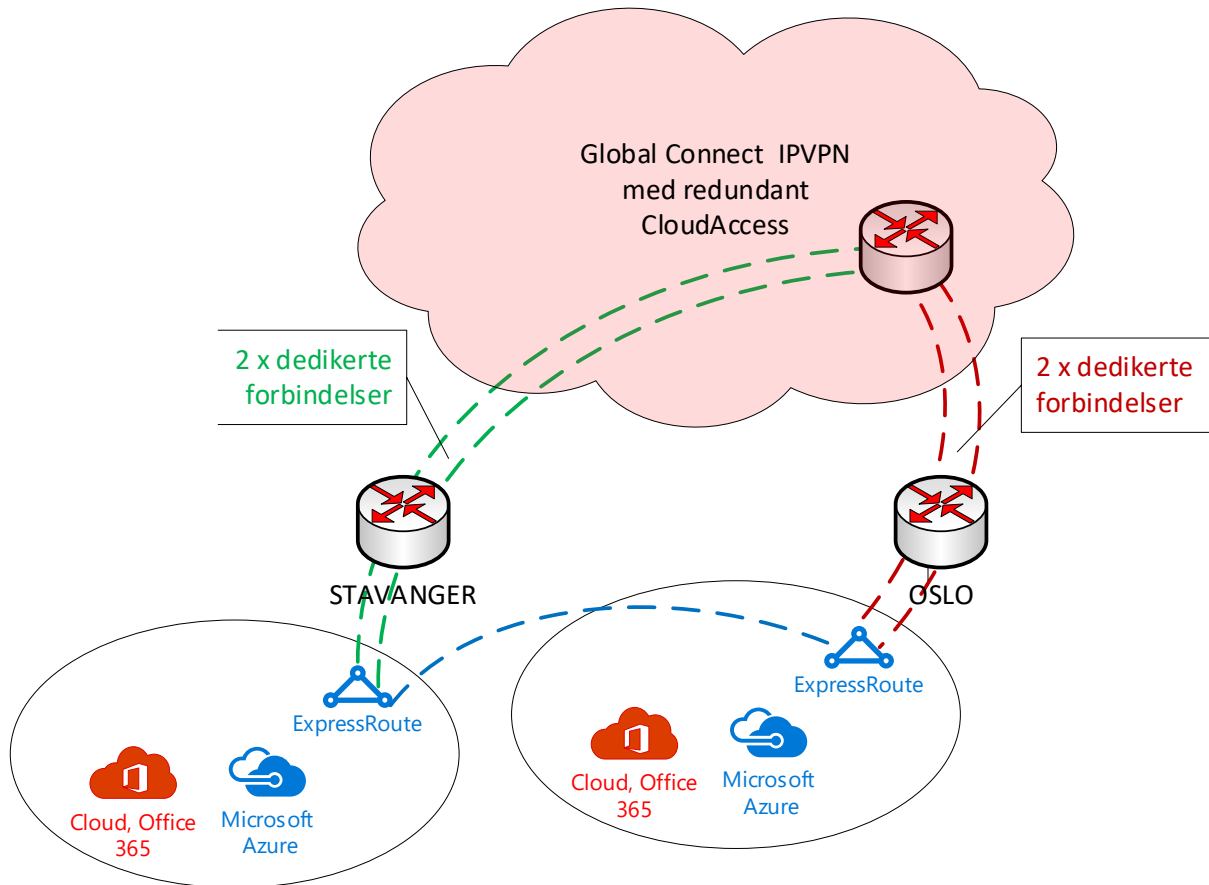 Global Connect IPVPN
med redundant
CloudAccess
2 x dedikerte
forbindelser
2 x dedikerte
forbindelser
STAVANGER
OSLO
ExpressRoute
ExpressRoute
Cloud, Office
365
Microsoft
Azure
Cloud, Office
365
Microsoft
Azure